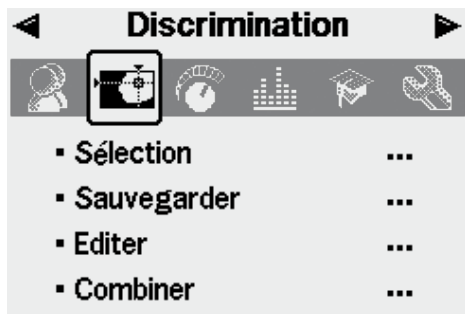 Discrimination
▪ Sélection ...
▪ Sauvegarder ...
▪ Editer ...
▪ Combiner ...